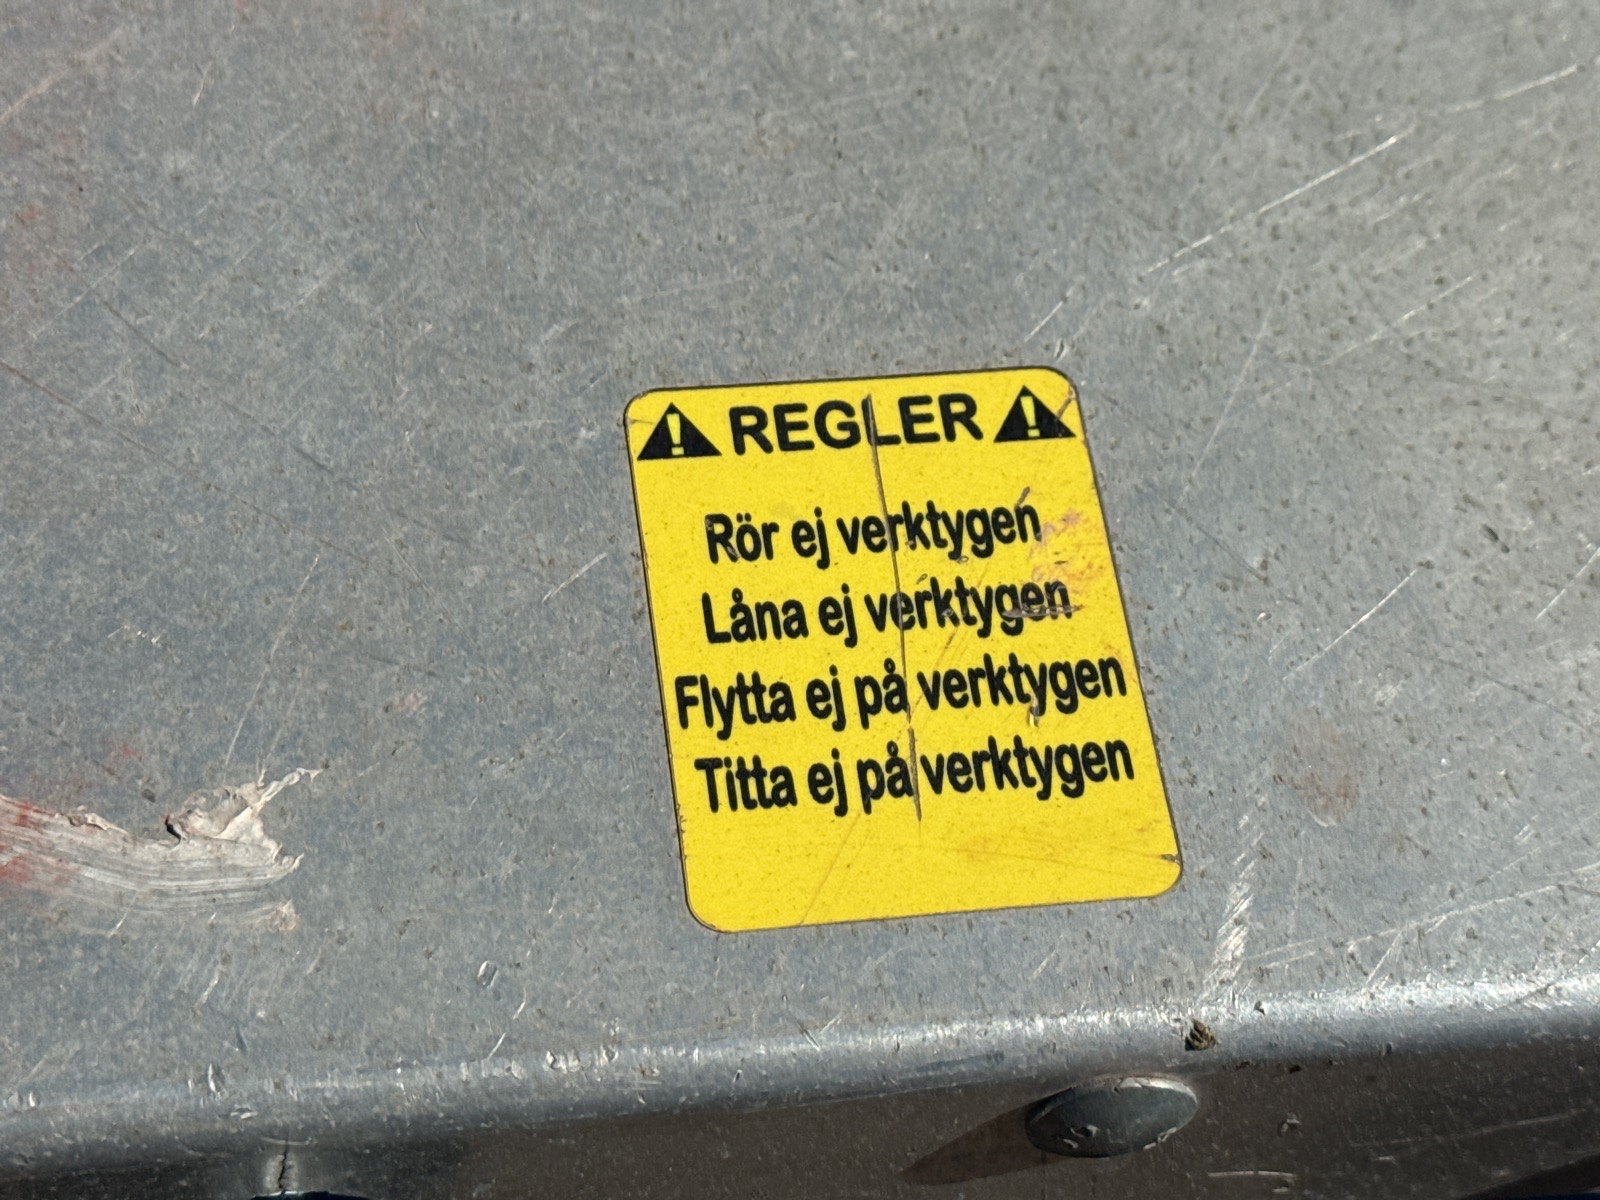 REGLER
Rör ej verktygen
Låna ej verktygen
Flytta ej på verktygen
Titta ej på verktygen